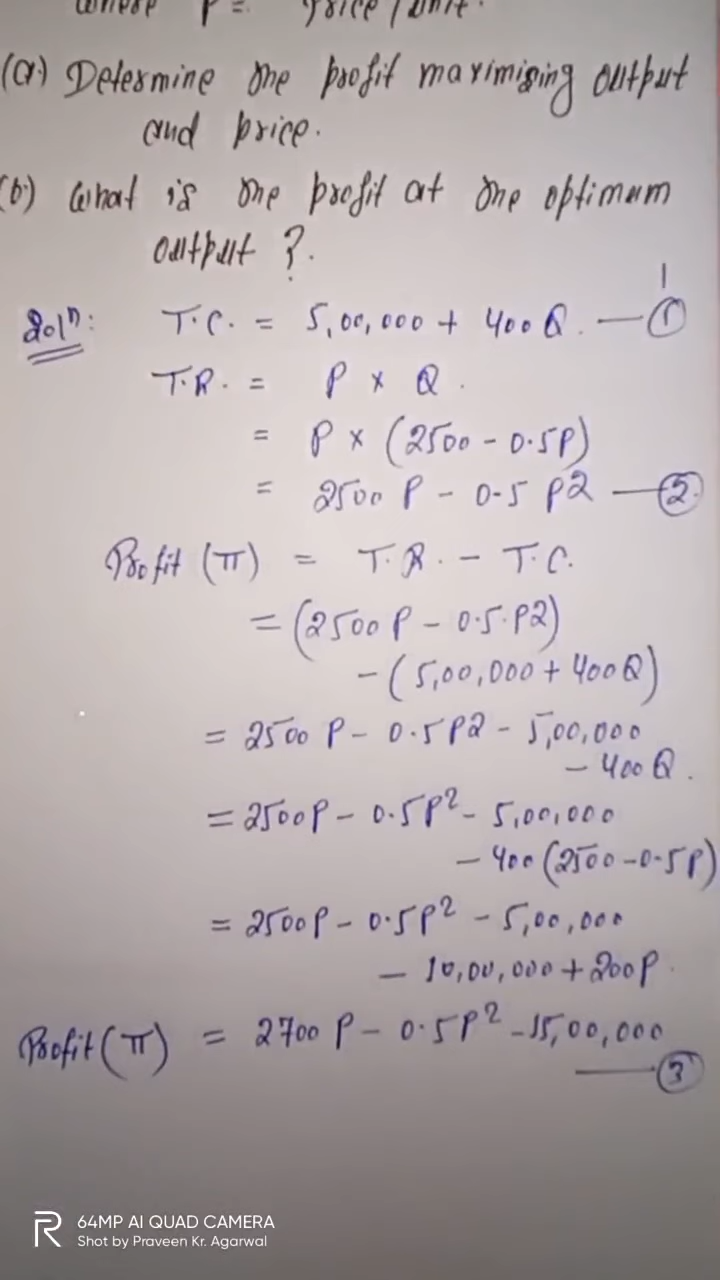 where P = Price/unit.
(a.) Determine the profit maximising output
and price.
(b.) What is the profit at the optimum
output ?.
Solⁿ: T.C. = 5,00,000 + 400Q. — ①
T.R. = P × Q.
= P × (2500 - 0.5P)
= 2500 P - 0.5 P2 — ②
Profit (π) = T.R. - T.C.
= (2500 P - 0.5.P2)
- (5,00,000 + 400Q)
= 2500 P - 0.5P2 - 5,00,000
- 400Q.
= 2500P - 0.5P² - 5,00,000
- 400 (2500 - 0.5P)
= 2500P - 0.5P² - 5,00,000
- 10,00,000 + 200P.
Profit (π) = 2700 P - 0.5P² - 15,00,000
— ③
R 64MP AI QUAD CAMERA
Shot by Praveen Kr. Agarwal